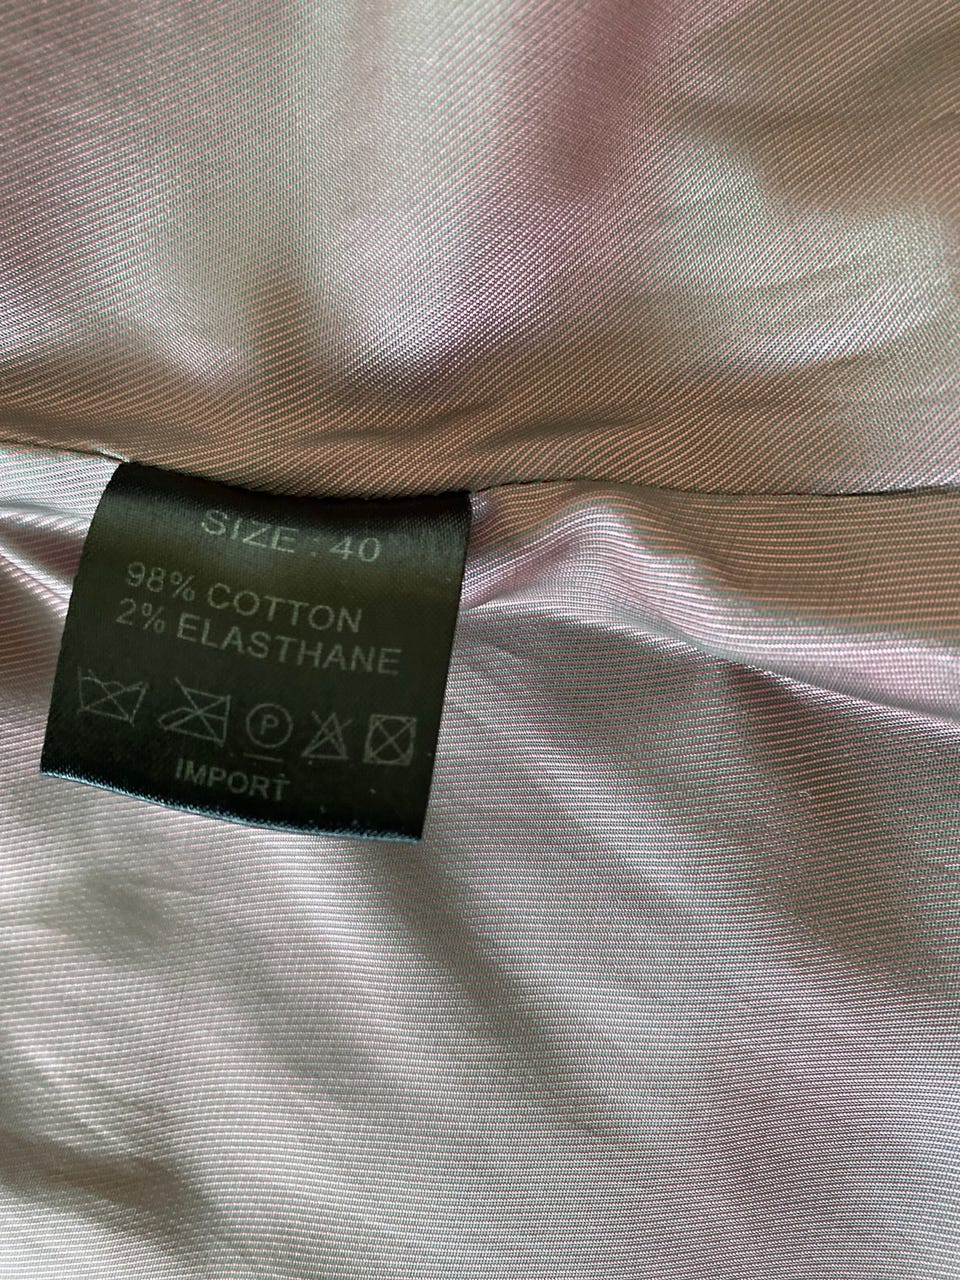 SIZE : 40
98% COTTON
2% ELASTHANE
P
IMPORT